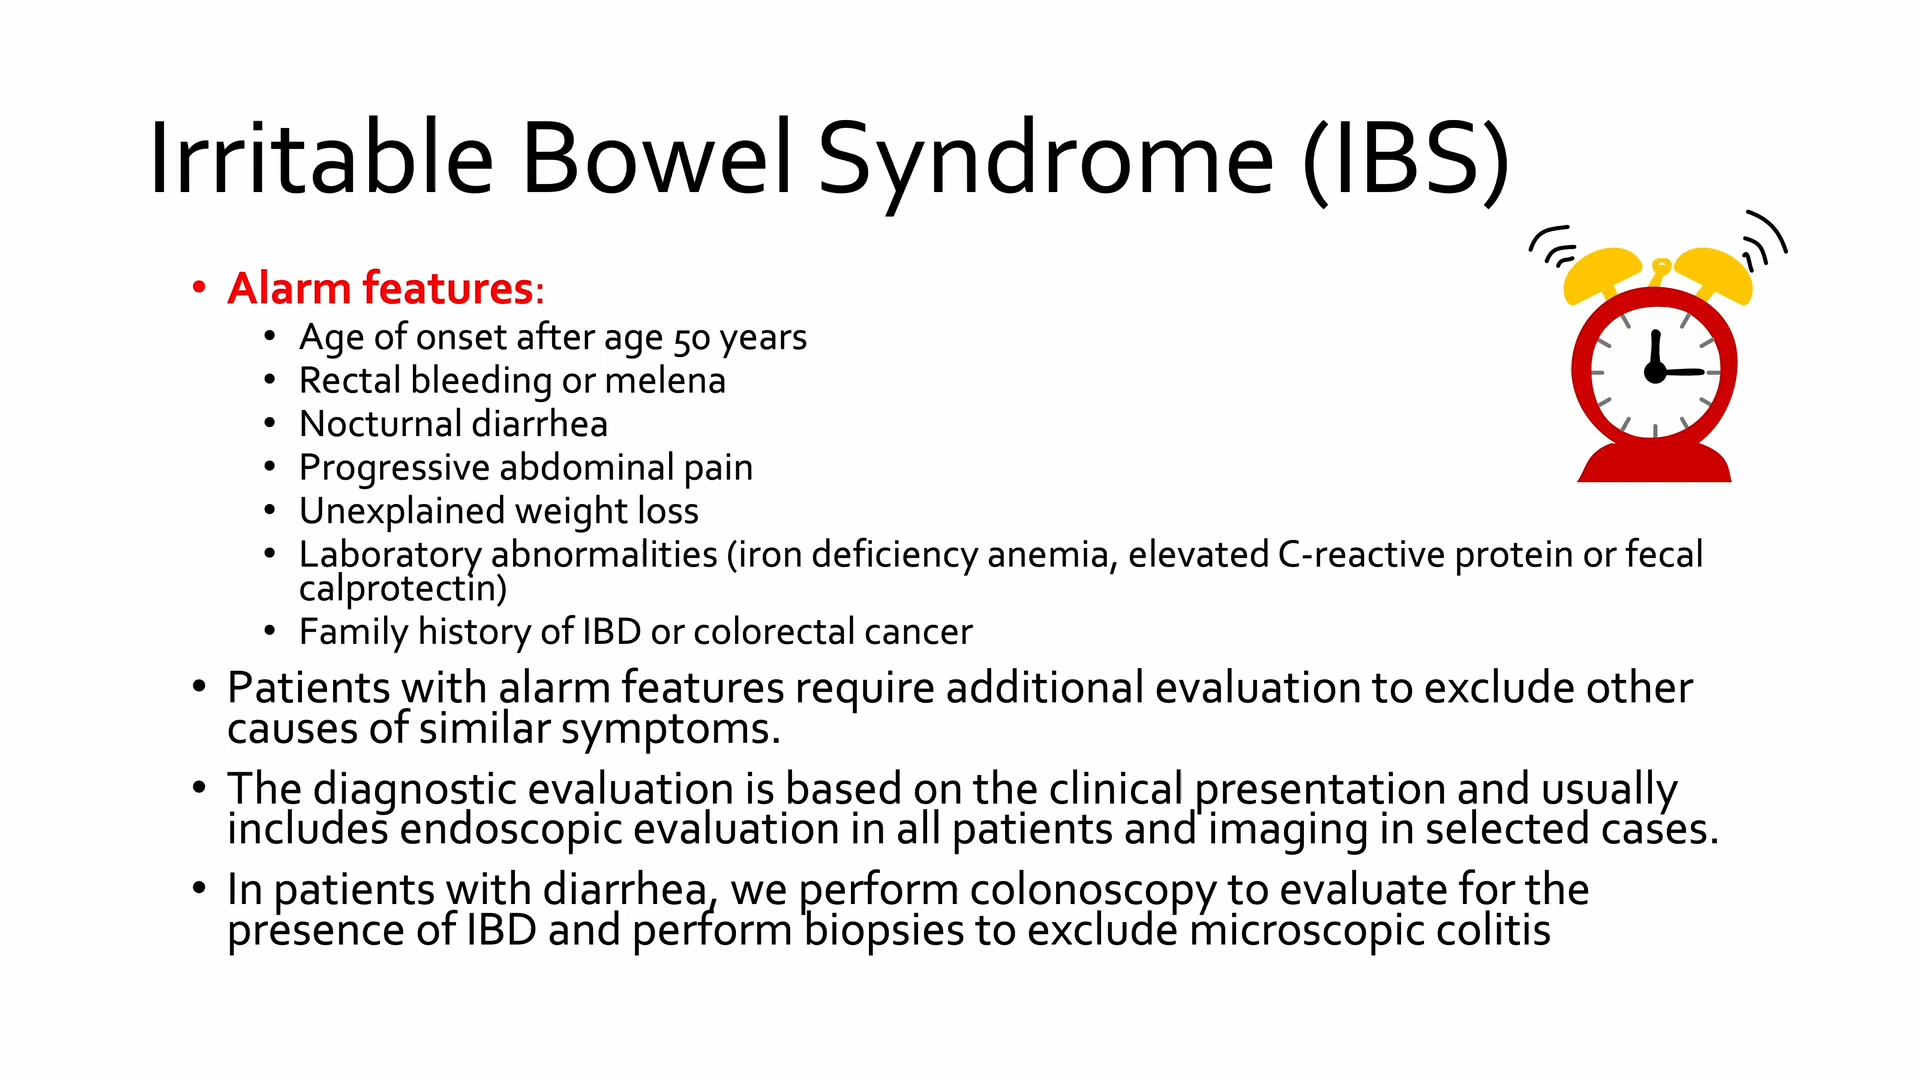 Irritable Bowel Syndrome (IBS)
• Alarm features:
• Age of onset after age 50 years
• Rectal bleeding or melena
• Nocturnal diarrhea
• Progressive abdominal pain
• Unexplained weight loss
• Laboratory abnormalities (iron deficiency anemia, elevated C-reactive protein or fecal
calprotectin)
• Family history of IBD or colorectal cancer
• Patients with alarm features require additional evaluation to exclude other
causes of similar symptoms.
• The diagnostic evaluation is based on the clinical presentation and usually
includes endoscopic evaluation in all patients and imaging in selected cases.
• In patients with diarrhea, we perform colonoscopy to evaluate for the
presence of IBD and perform biopsies to exclude microscopic colitis